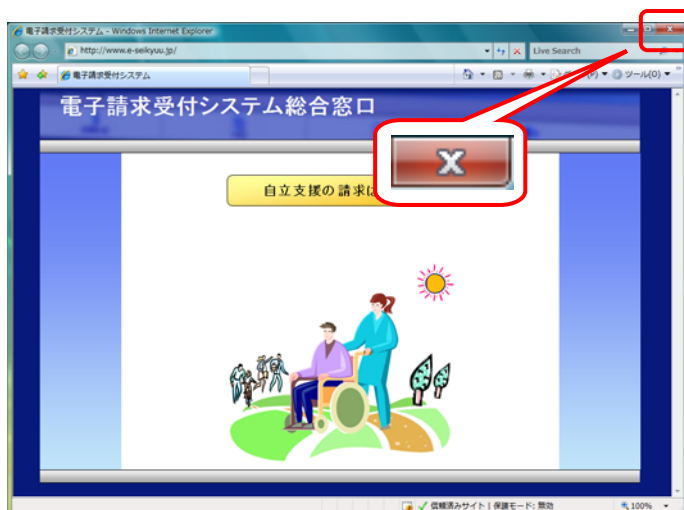 電子請求受付システム - Windows Internet Explorer
http://www.e-seikyuu.jp/
Live Search
電子請求受付システム
ツール(O)
電子請求受付システム総合窓口
自立支援の請求は
信頼済みサイト | 保護モード: 無効
100%